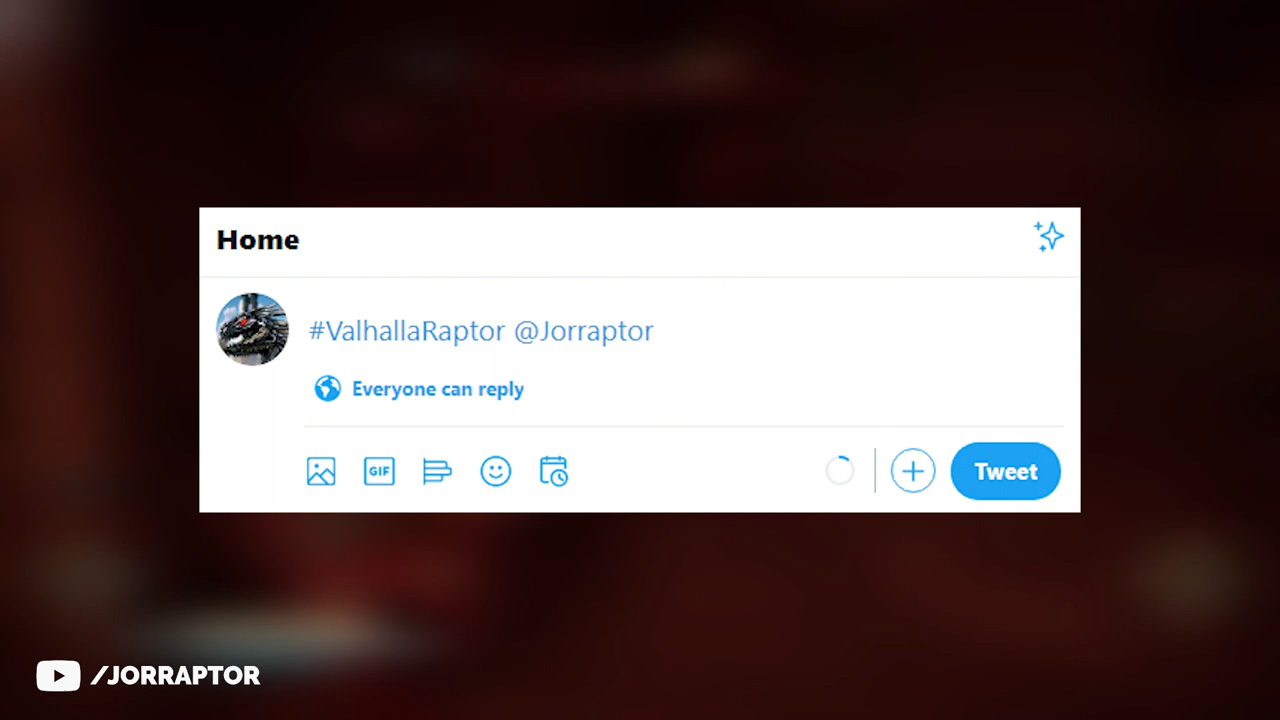 Home
#ValhallaRaptor @Jorraptor
Everyone can reply
GIF
Tweet
/JORRAPTOR